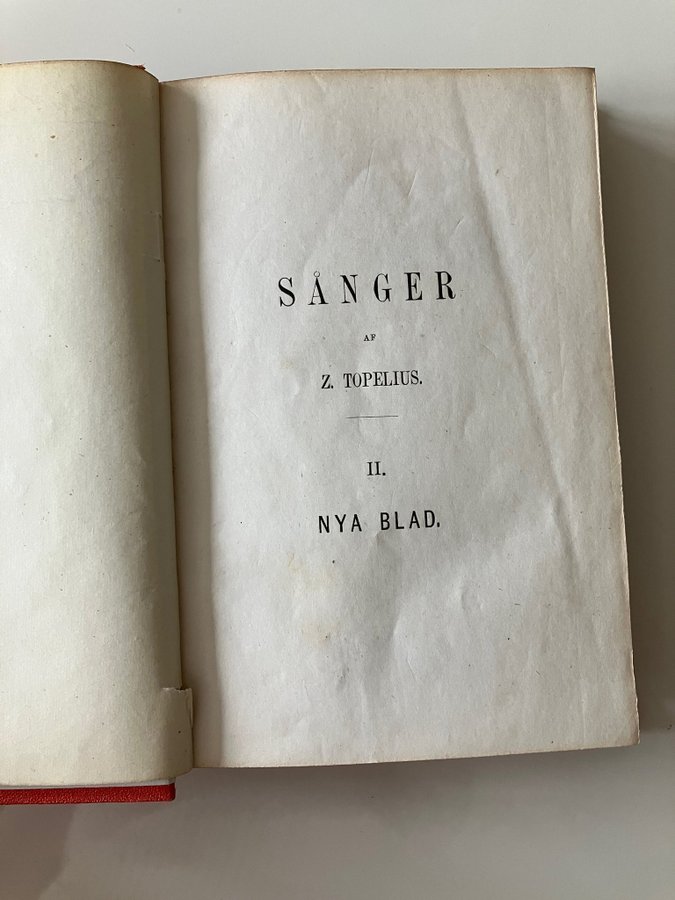 SÅNGER
AF
Z. TOPELIUS.
II.
NYA BLAD.